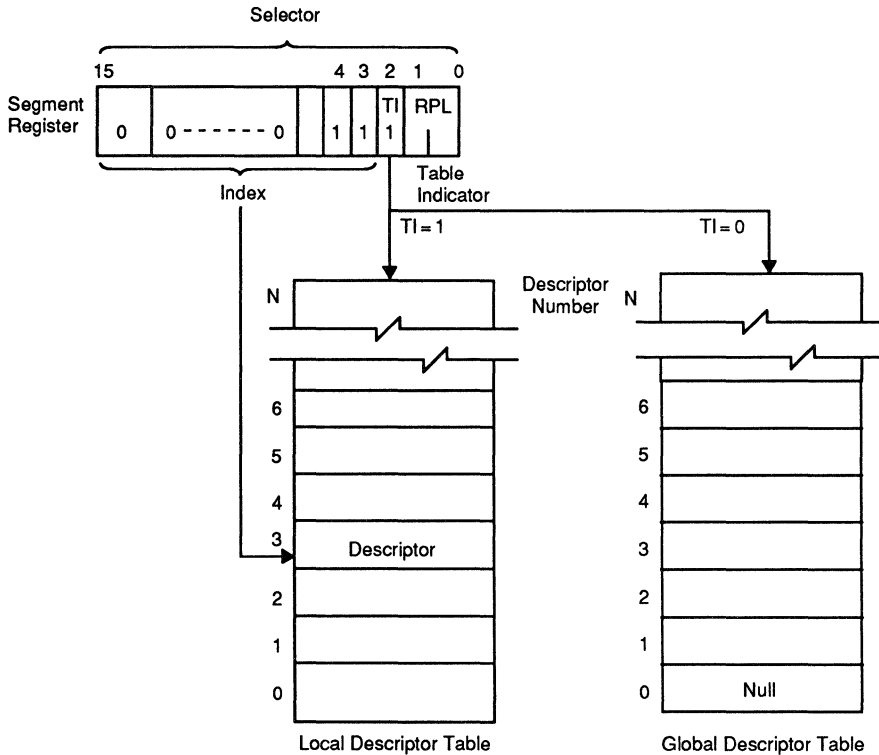 Selector
15 4 3 2 1 0
Segment Register
TI RPL
0 0 ------ 0 1 1 1
Index
Table Indicator
TI = 1
TI = 0
Descriptor Number
N
6
5
4
3 Descriptor
2
1
0
Local Descriptor Table
N
6
5
4
3
2
1
0 Null
Global Descriptor Table